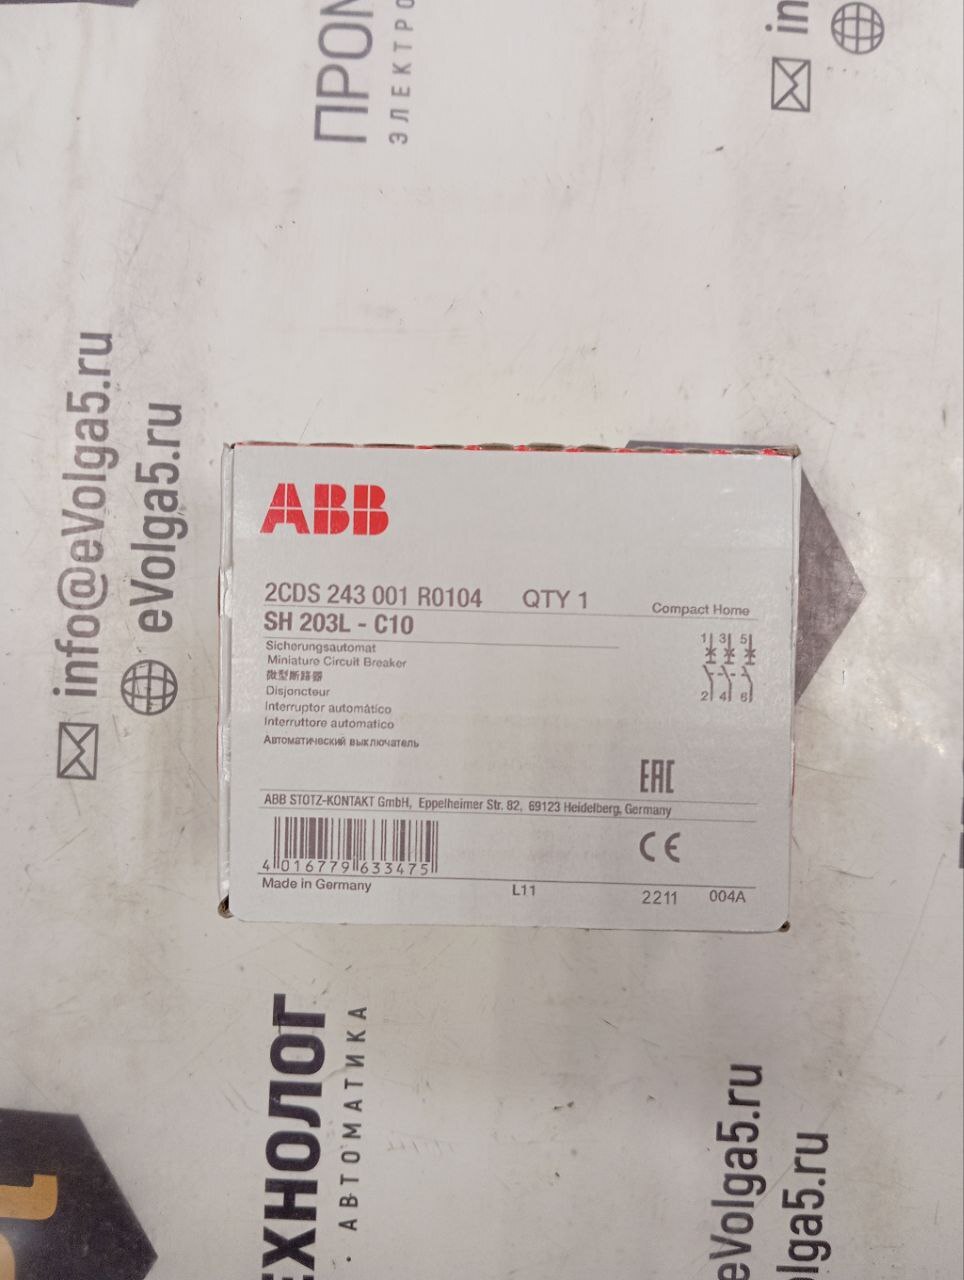 ПРОМ
ЭЛЕКТРО
in
info@eVolga5.ru
eVolga5.ru
ABB
2CDS 243 001 R0104 QTY 1
SH 203L - C10
Compact Home
Sicherungsautomat
Miniature Circuit Breaker
微型断路器
Disjoncteur
Interruptor automático
Interruttore automatico
Автоматический выключатель
1 3 5
2 4 6
EAC
ABB STOTZ-KONTAKT GmbH, Eppelheimer Str. 82, 69123 Heidelberg, Germany
CE
4 016779 633475
Made in Germany
L11
2211
004A
ЕХНОЛОГ
· АВТОМАТИКА
eVolga5.ru
lga5.ru